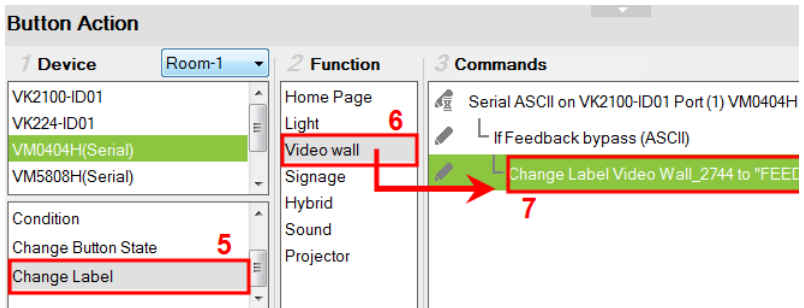 Button Action
1 Device
Room-1
2 Function
3 Commands
VK2100-ID01
VK224-ID01
VM0404H(Serial)
VM5808H(Serial)
Condition
Change Button State
5
Change Label
Home Page
Light
6
Video wall
Signage
Hybrid
Sound
Projector
Serial ASCII on VK2100-ID01 Port (1) VM0404H
If Feedback bypass (ASCII)
Change Label Video Wall_2744 to "FEED
7